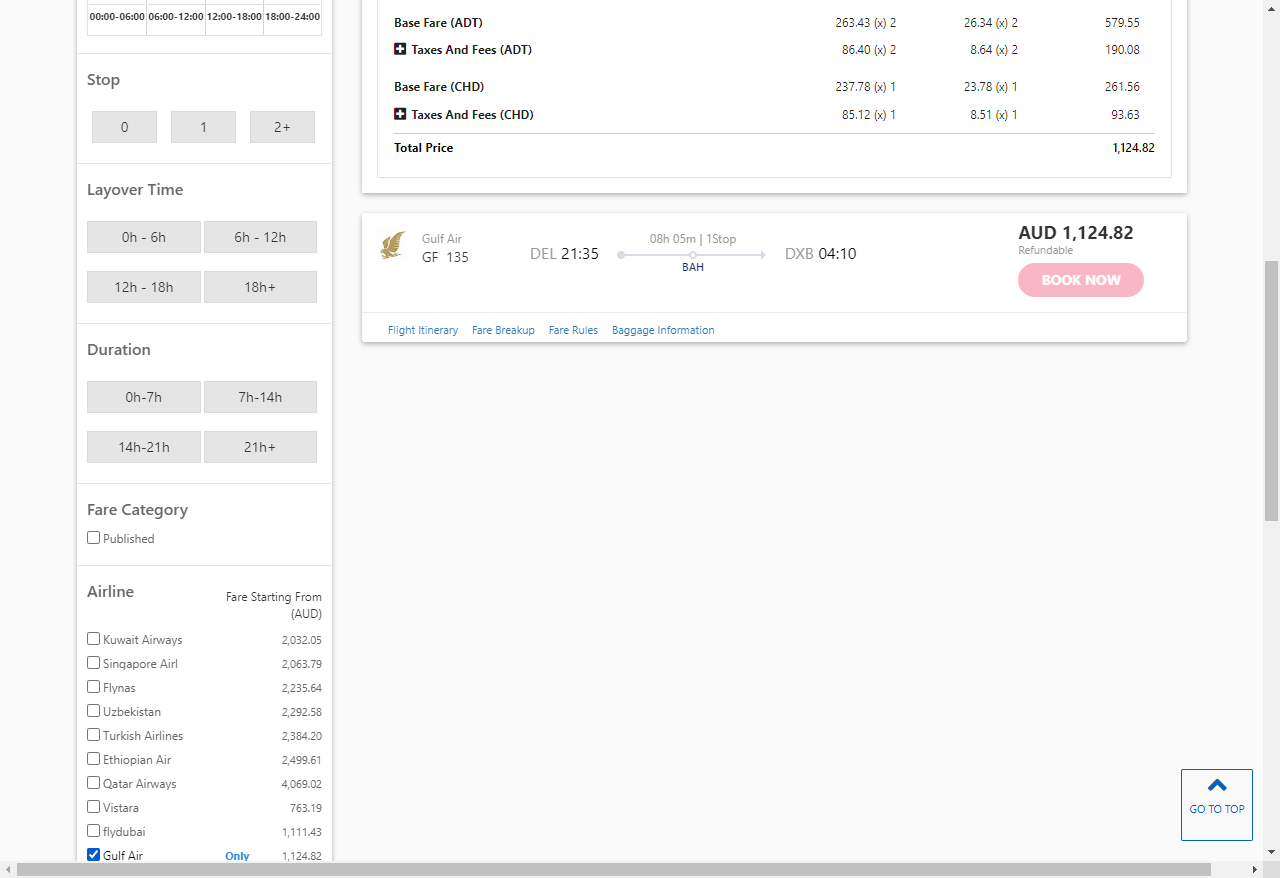 00:00-06:00 06:00-12:00 12:00-18:00 18:00-24:00
Stop
0 1 2+
Layover Time
0h - 6h 6h - 12h
12h - 18h 18h+
Duration
0h-7h 7h-14h
14h-21h 21h+
Fare Category
Published
Airline Fare Starting From
(AUD)
Kuwait Airways 2,032.05
Singapore Airl 2,063.79
Flynas 2,235.64
Uzbekistan 2,292.58
Turkish Airlines 2,384.20
Ethiopian Air 2,499.61
Qatar Airways 4,069.02
Vistara 763.19
flydubai 1,111.43
Gulf Air Only 1,124.82
Base Fare (ADT) 263.43 (x) 2 26.34 (x) 2 579.55
Taxes And Fees (ADT) 86.40 (x) 2 8.64 (x) 2 190.08
Base Fare (CHD) 237.78 (x) 1 23.78 (x) 1 261.56
Taxes And Fees (CHD) 85.12 (x) 1 8.51 (x) 1 93.63
Total Price 1,124.82
Gulf Air
GF 135
DEL 21:35
08h 05m | 1Stop
BAH
DXB 04:10
AUD 1,124.82
Refundable
BOOK NOW
Flight Itinerary Fare Breakup Fare Rules Baggage Information
GO TO TOP